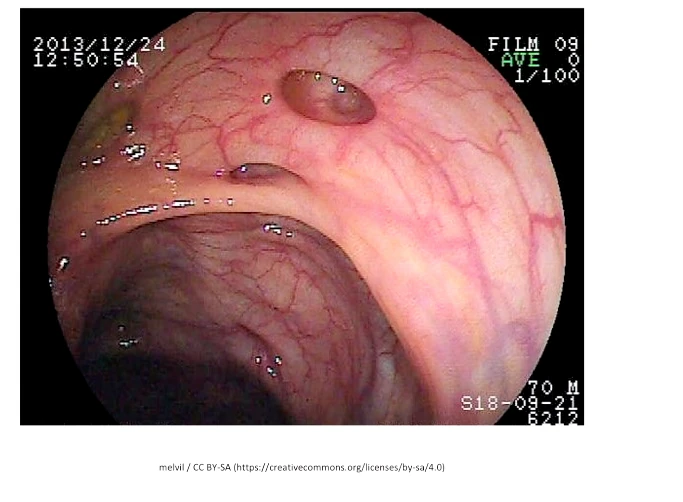 2013/12/24
12:50:54
FILM 09
AVE 0
1/100
70 M
S18-09-21
6212
melvil / CC BY-SA (https://creativecommons.org/licenses/by-sa/4.0)